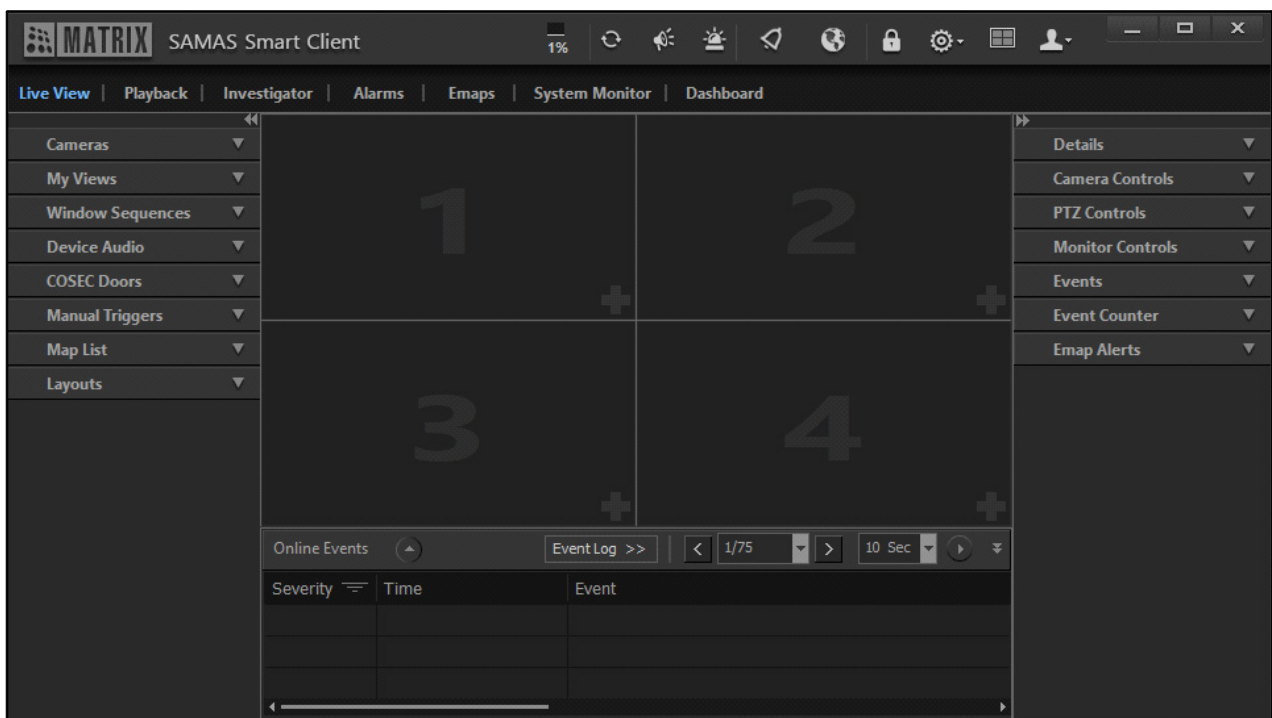 MATRIX SAMAS Smart Client 1%
Live View | Playback | Investigator | Alarms | Emaps | System Monitor | Dashboard
Cameras
My Views
Window Sequences
Device Audio
COSEC Doors
Manual Triggers
Map List
Layouts
1
2
3
4
Details
Camera Controls
PTZ Controls
Monitor Controls
Events
Event Counter
Emap Alerts
Online Events Event Log >> < 1/75 > 10 Sec
Severity Time Event